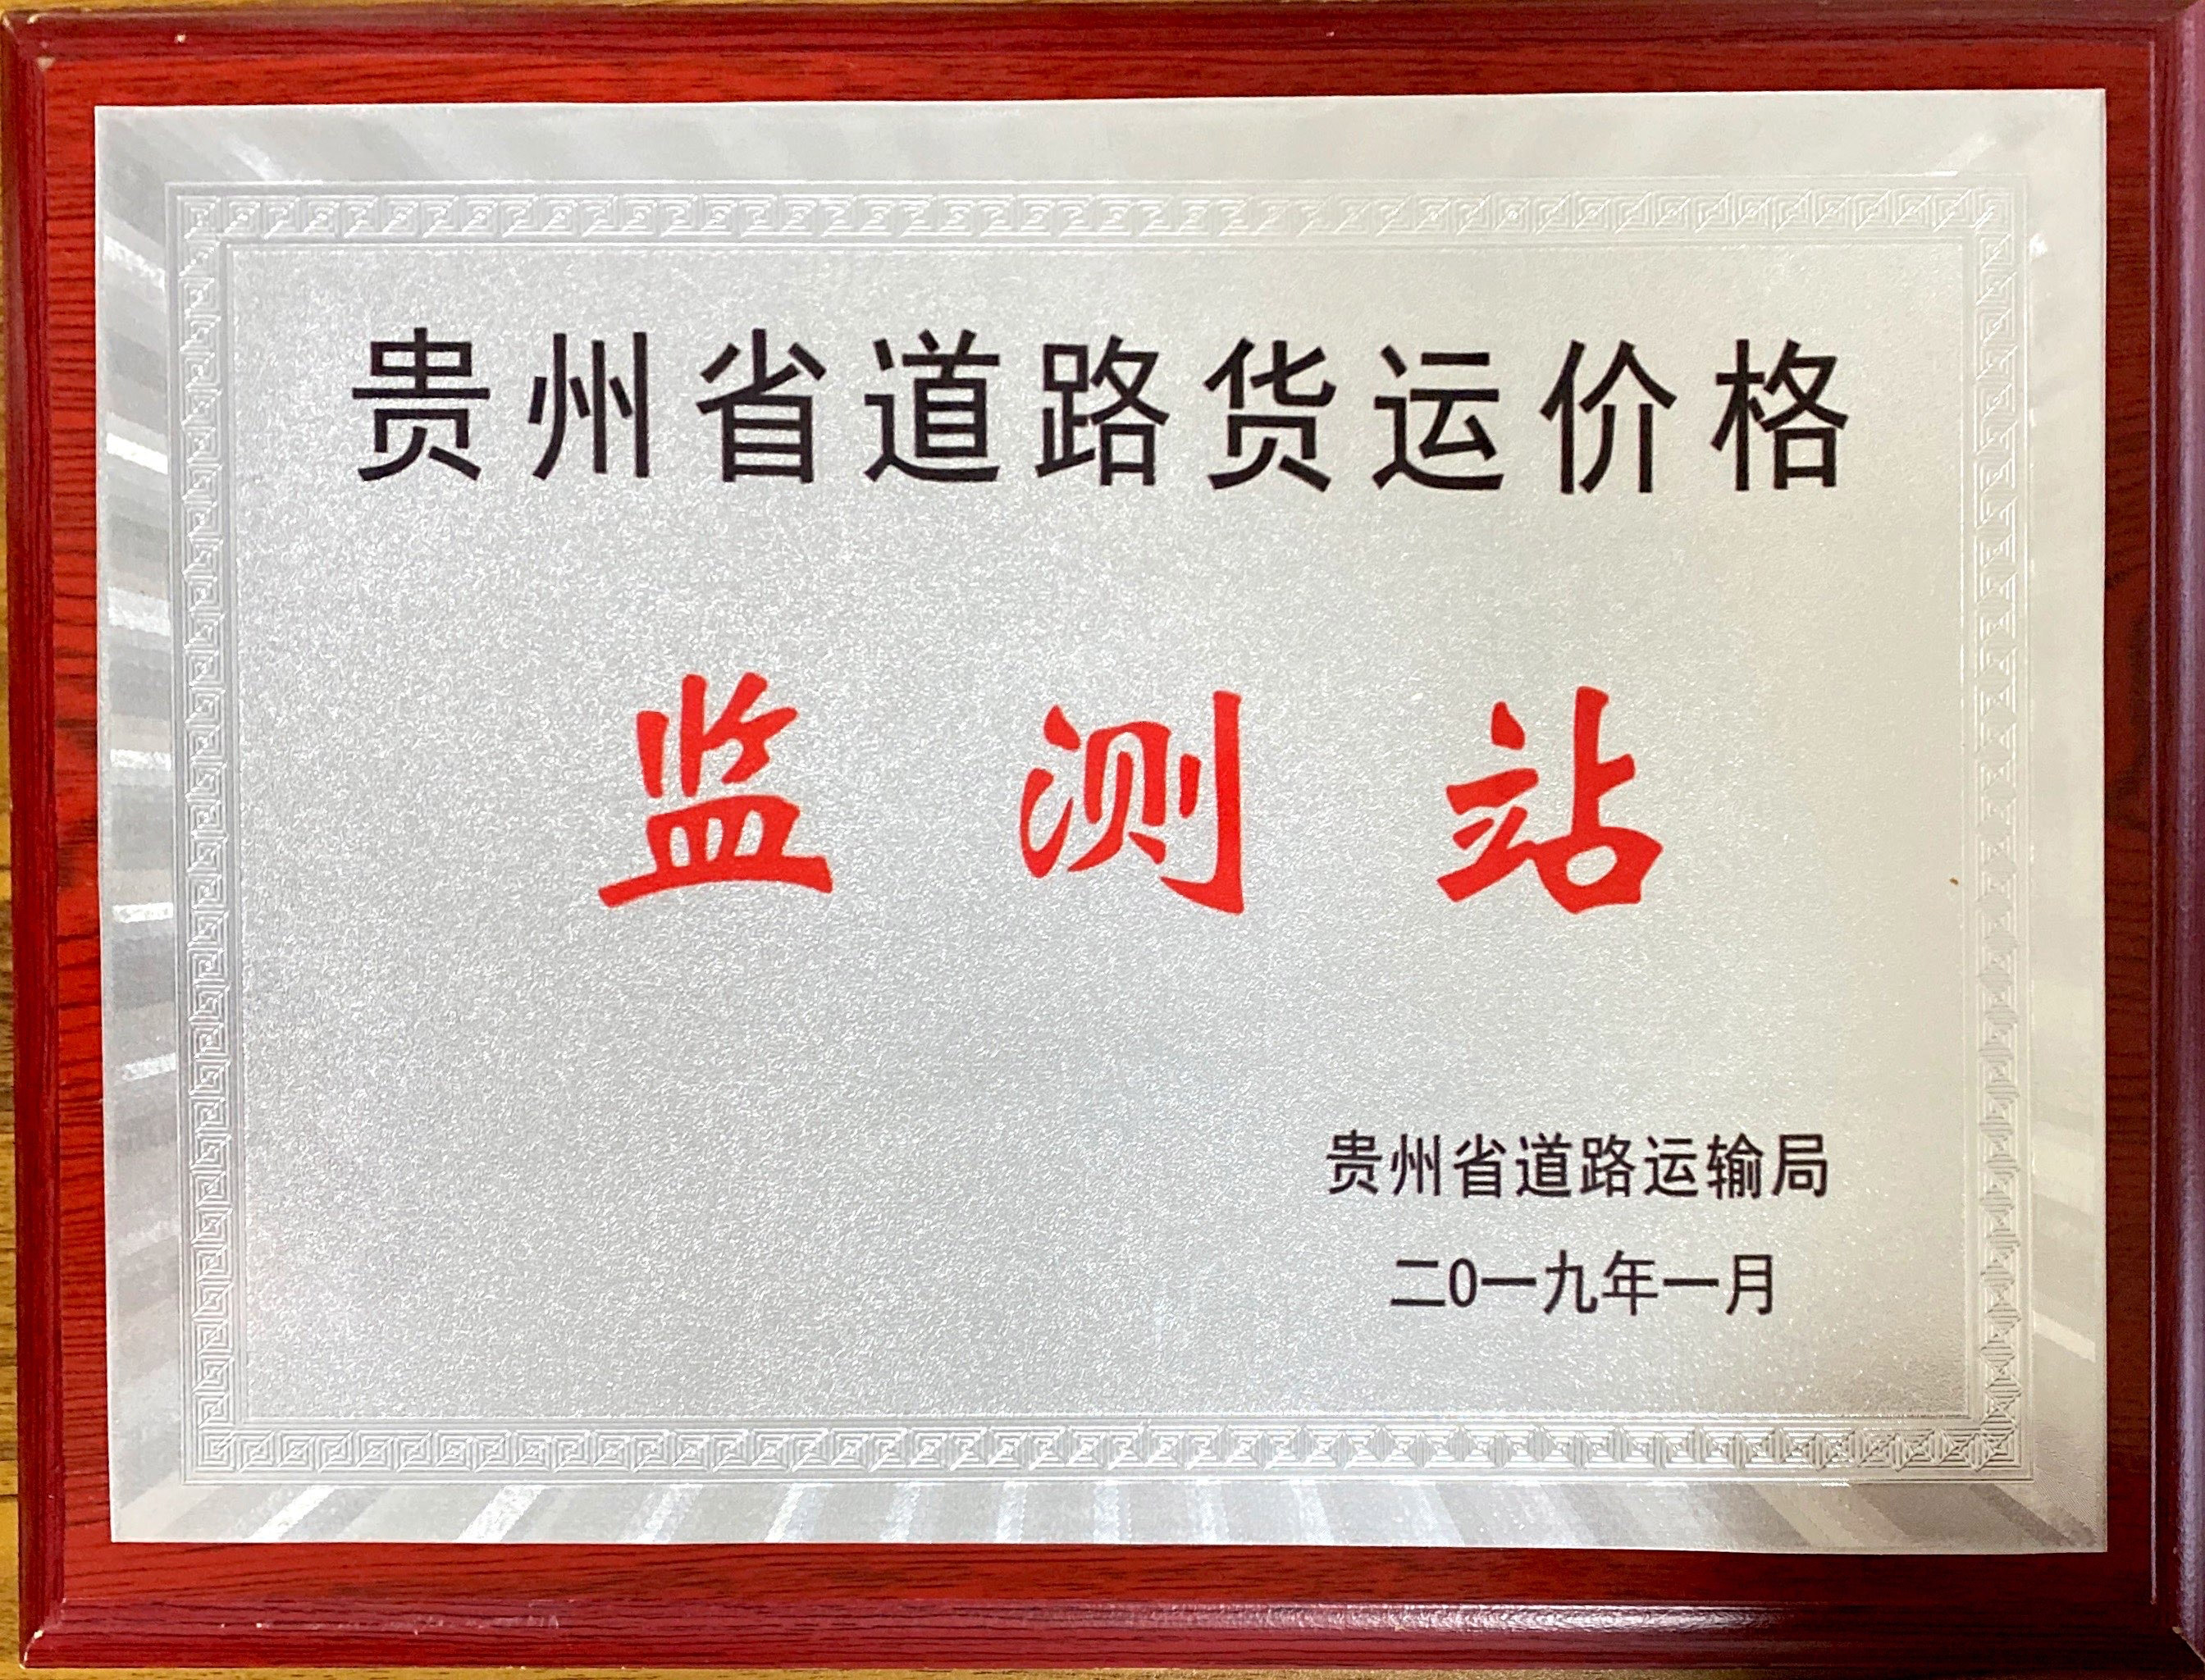 贵州省道路货运价格
监测站
贵州省道路运输局
二0一九年一月